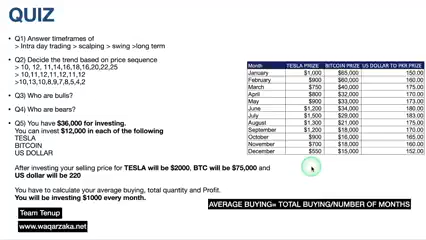 QUIZ
• Q1) Answer timeframes of
> Intra day trading > scalping > swing >long term
• Q2) Decide the trend based on price sequence
> 10, 12, 11,14,16,18,16,20,22,25
> 10,11,12,11,12,11,12
>10,13,10,8,9,7,8,5,4,2
• Q3) Who are bulls?
• Q4) Who are bears?
• Q5) You have $36,000 for investing.
You can invest $12,000 in each of the following
TESLA
BITCOIN
US DOLLAR
After investing your selling price for TESLA will be $2000, BTC will be $75,000 and
US dollar will be 220
You have to calculate your average buying, total quantity and Profit.
You will be investing $1000 every month.
Team Tenup
www.waqarzaka.net
Month TESLA PRIZE BITCOIN PRIZE US DOLLAR TO PKR PRIZE
January $1,000 $65,000 150.00
February $900 $60,000 160.00
March $750 $40,000 175.00
April $800 $32,000 170.00
May $900 $33,000 173.00
June $1,200 $34,000 180.00
July $1,500 $29,000 183.00
August $1,300 $21,000 175.00
September $1,200 $18,000 170.00
October $900 $16,000 165.00
November $700 $18,000 160.00
December $550 $15,000 152.00
AVERAGE BUYING= TOTAL BUYING/NUMBER OF MONTHS